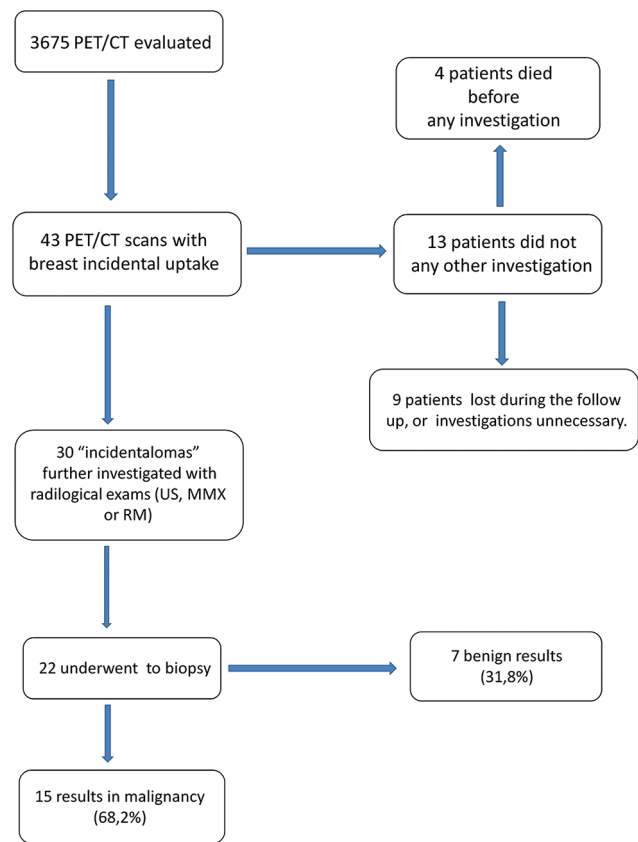 3675 PET/CT evaluated
4 patients died
before
any investigation
43 PET/CT scans with
breast incidental uptake
13 patients did not
any other investigation
9 patients lost during the follow
up, or investigations unnecessary.
30 “incidentalomas”
further investigated with
radilogical exams (US, MMX
or RM)
22 underwent to biopsy
7 benign results
(31,8%)
15 results in malignancy
(68,2%)